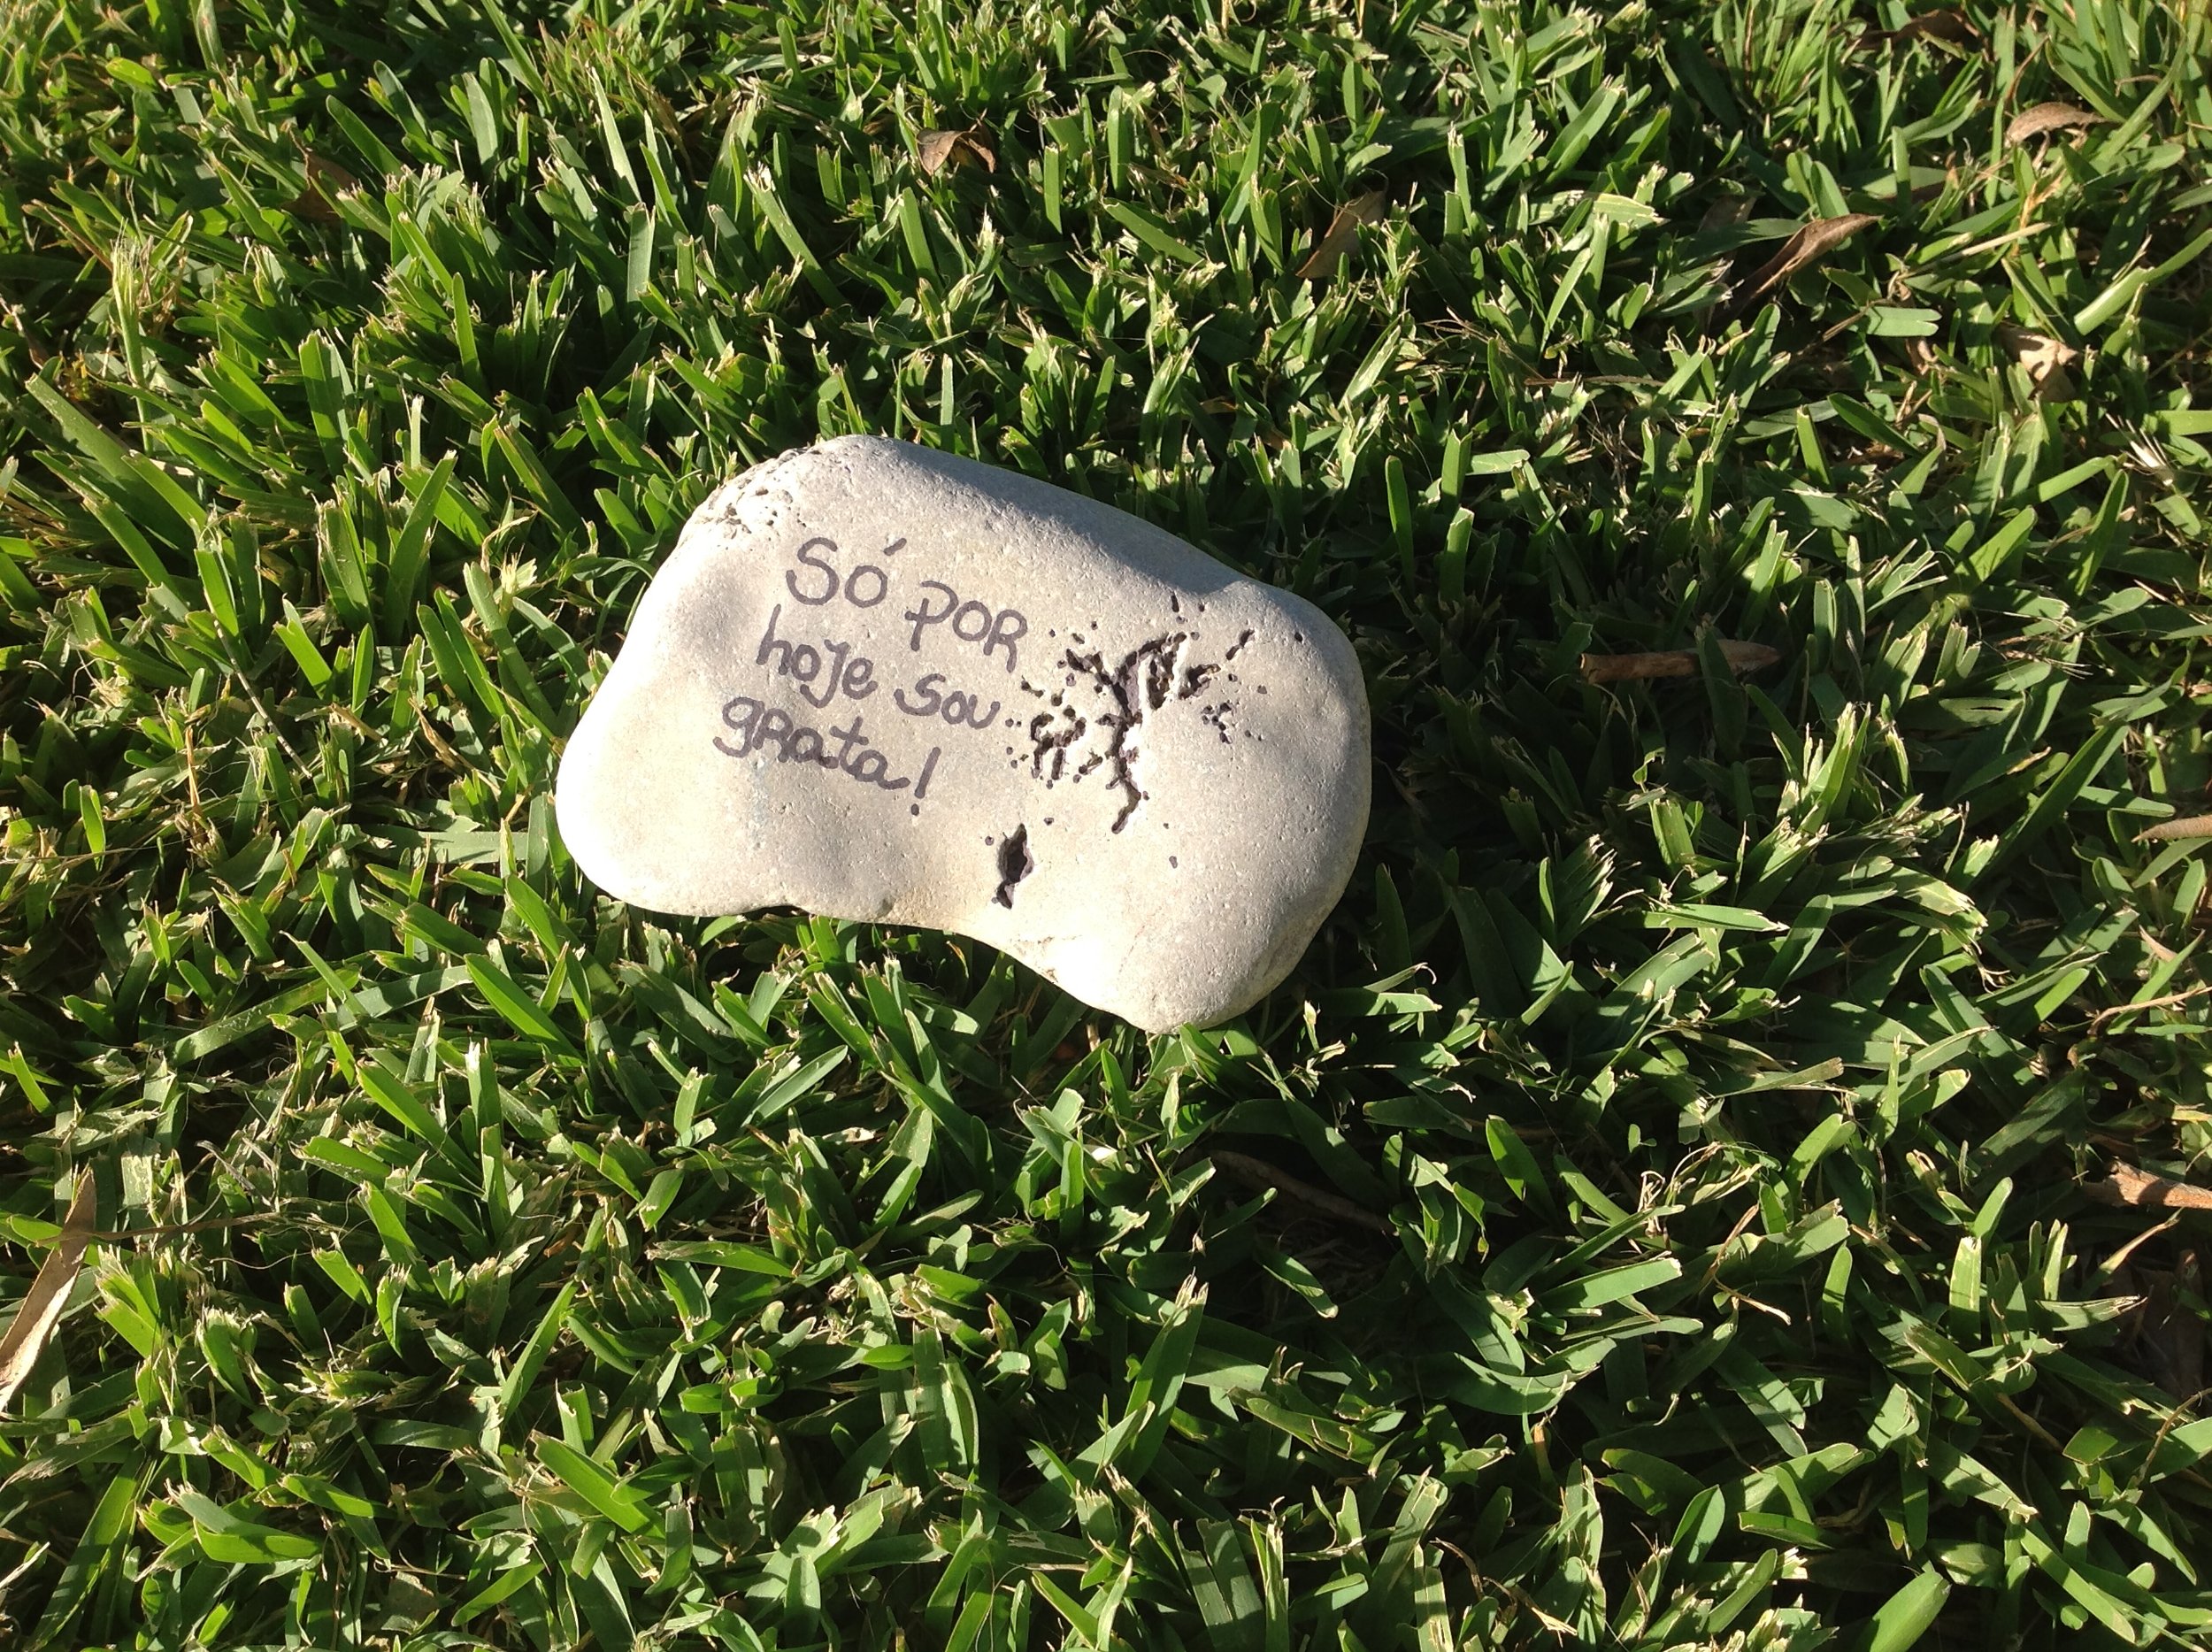 Só por
hoje sou
grata!